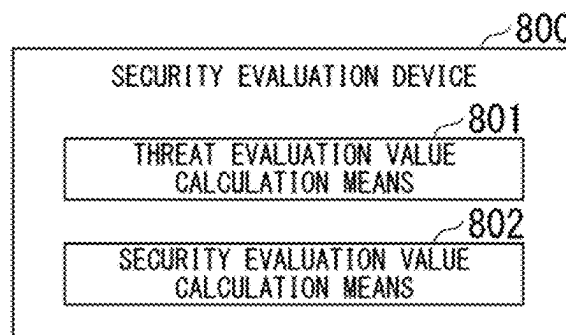 800
SECURITY EVALUATION DEVICE
801
THREAT EVALUATION VALUE
CALCULATION MEANS
802
SECURITY EVALUATION VALUE
CALCULATION MEANS